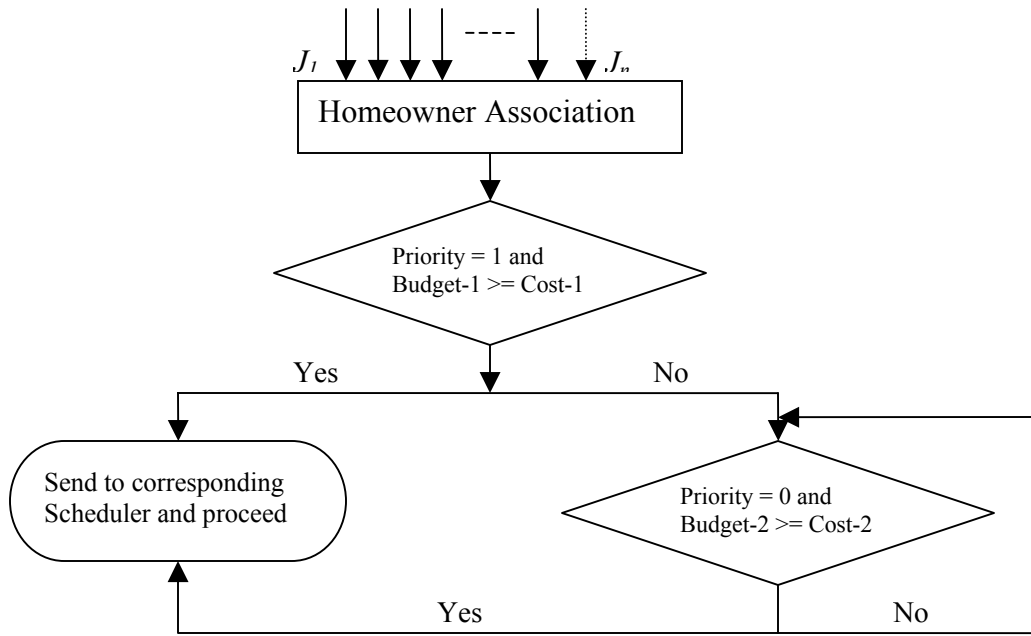 J1 Jn
Homeowner Association
Priority = 1 and
Budget-1 >= Cost-1
Yes No
Send to corresponding
Scheduler and proceed
Priority = 0 and
Budget-2 >= Cost-2
Yes No